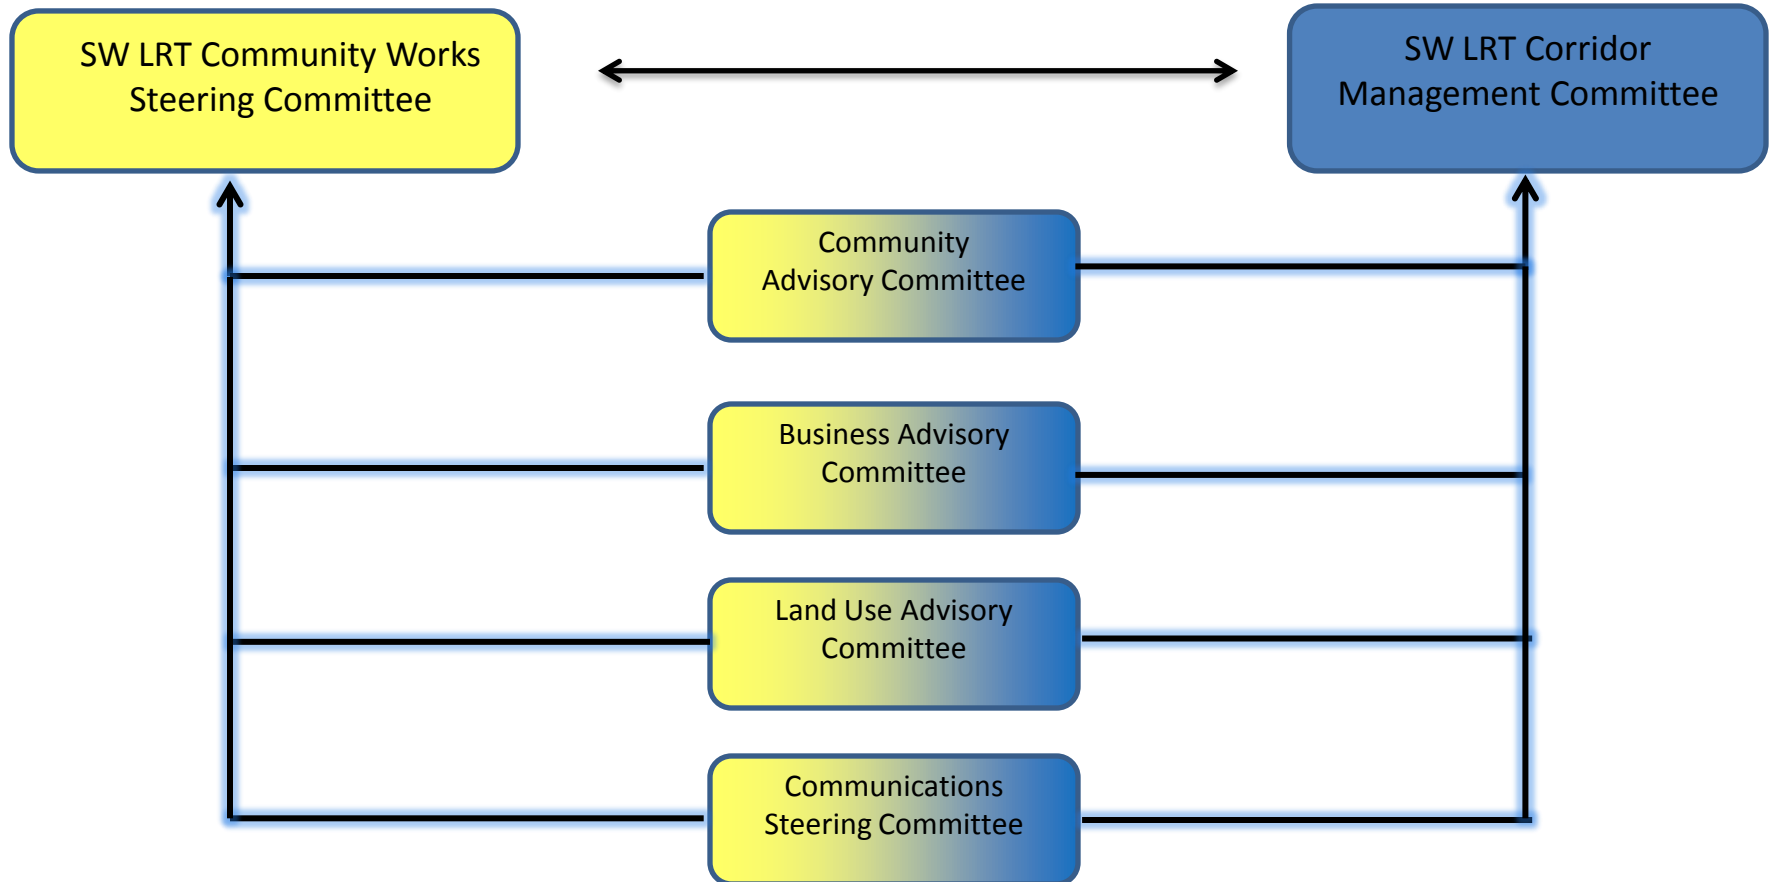 SW LRT Community Works
Steering Committee
SW LRT Corridor
Management Committee
Community
Advisory Committee
Business Advisory
Committee
Land Use Advisory
Committee
Communications
Steering Committee